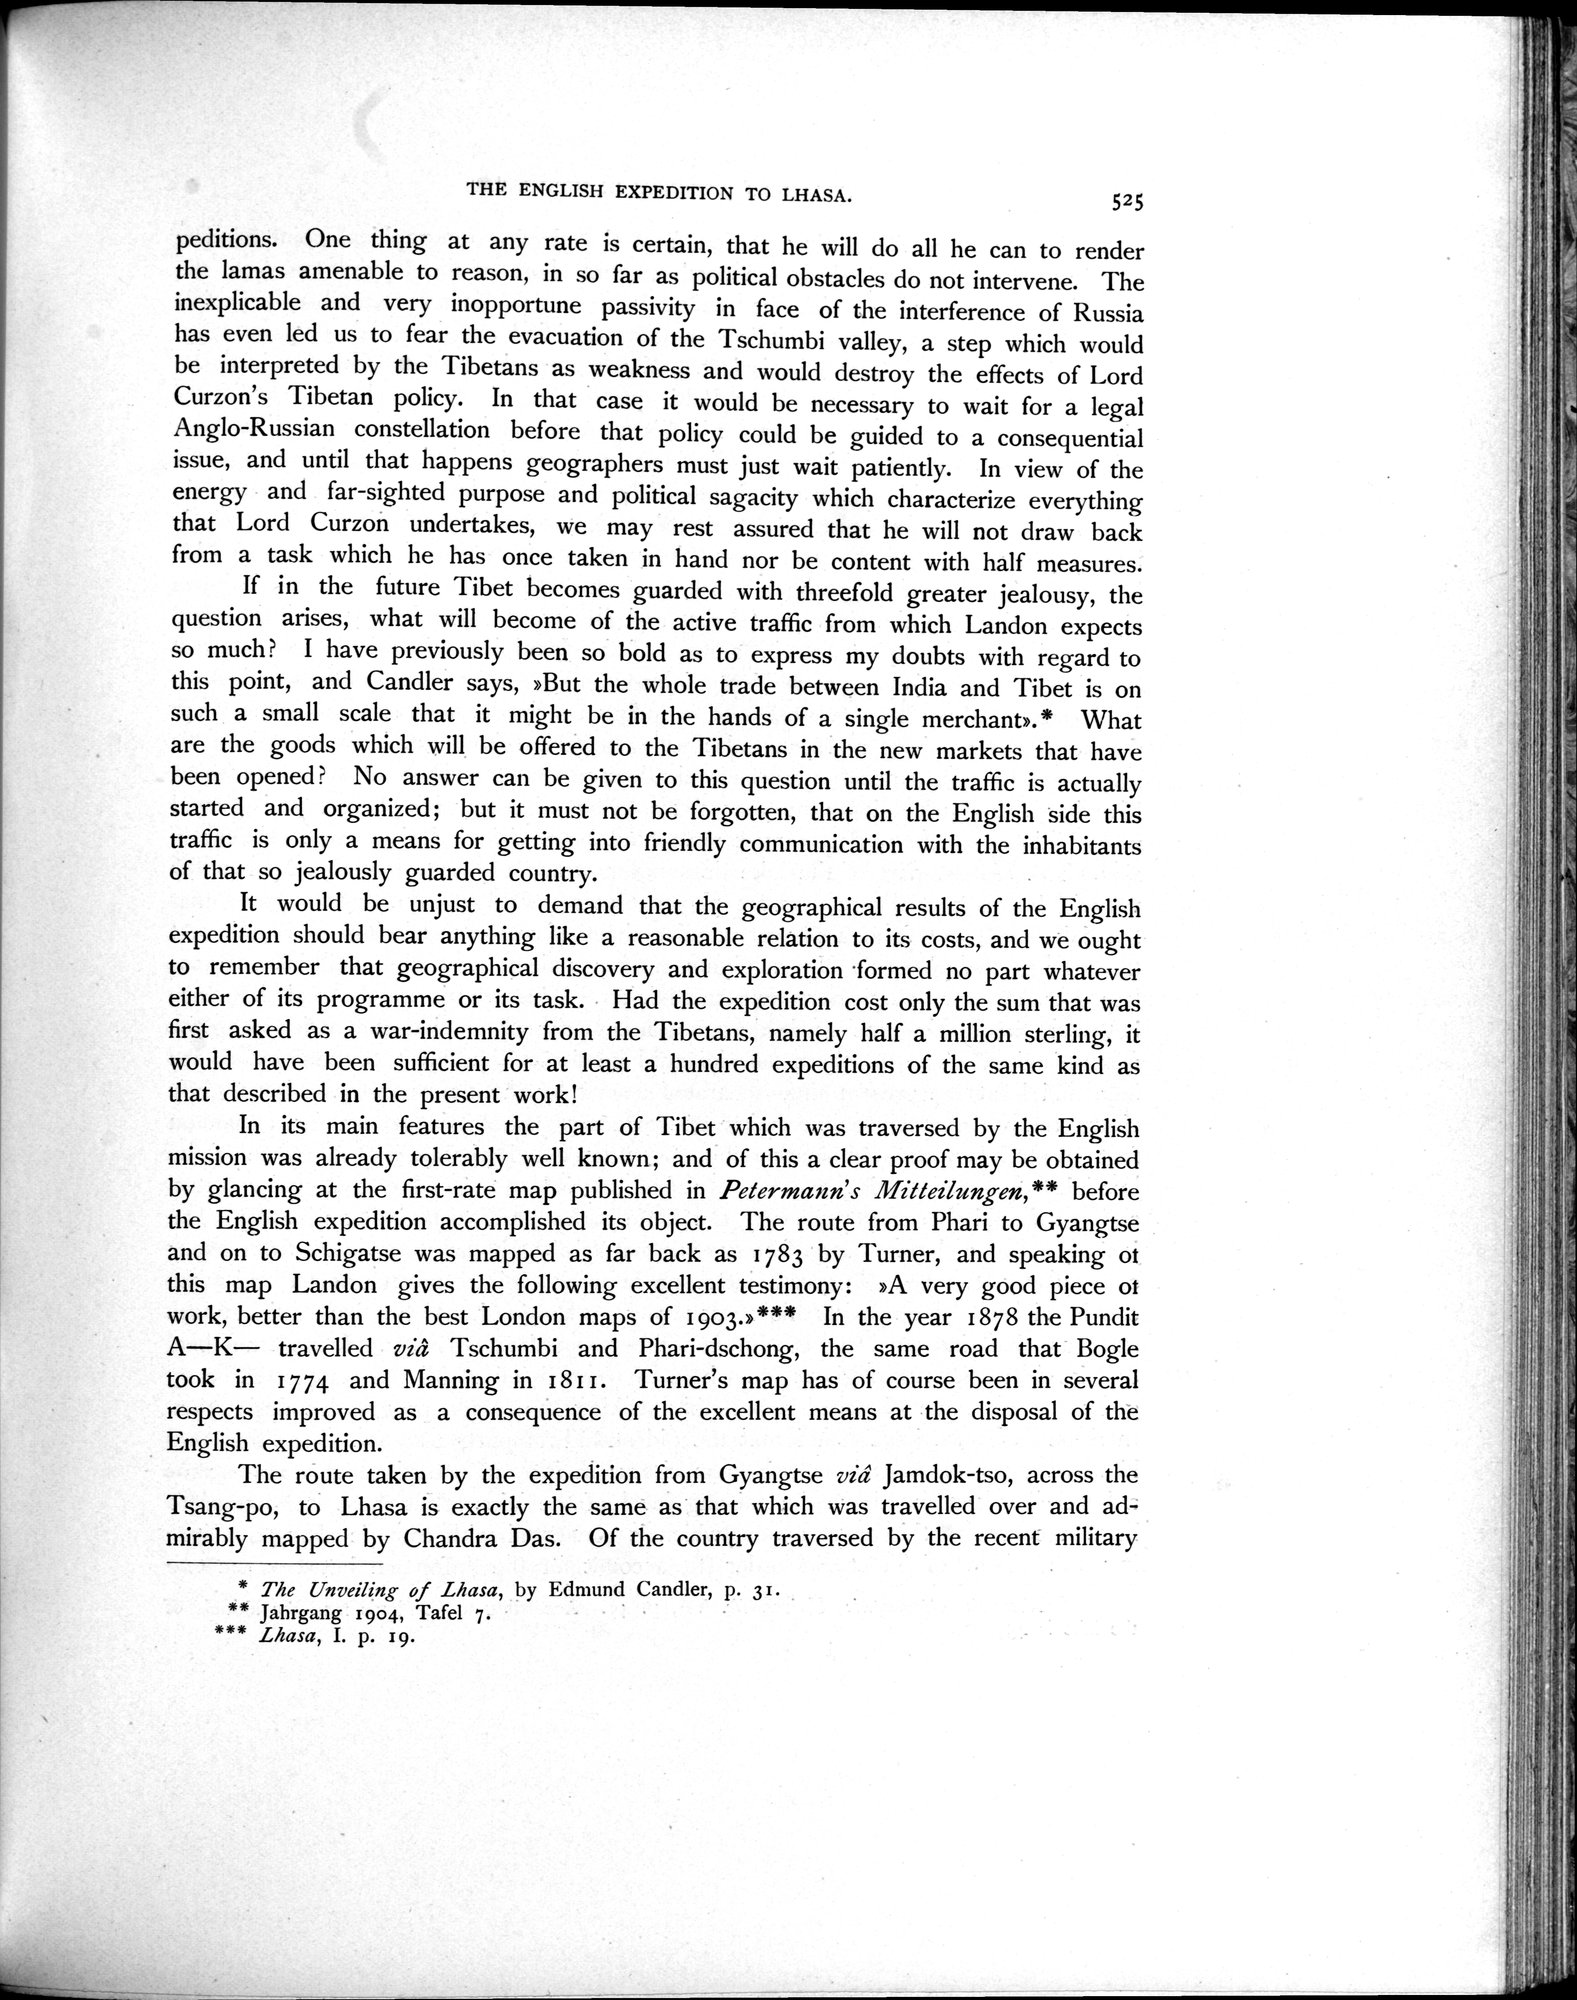 THE ENGLISH EXPEDITION TO LHASA. 525
peditions. One thing at any rate is certain, that he will do all he can to render
the lamas amenable to reason, in so far as political obstacles do not intervene. The
inexplicable and very inopportune passivity in face of the interference of Russia
has even led us to fear the evacuation of the Tschumbi valley, a step which would
be interpreted by the Tibetans as weakness and would destroy the effects of Lord
Curzon's Tibetan policy. In that case it would be necessary to wait for a legal
Anglo-Russian constellation before that policy could be guided to a consequential
issue, and until that happens geographers must just wait patiently. In view of the
energy and far-sighted purpose and political sagacity which characterize everything
that Lord Curzon undertakes, we may rest assured that he will not draw back
from a task which he has once taken in hand nor be content with half measures.
If in the future Tibet becomes guarded with threefold greater jealousy, the
question arises, what will become of the active traffic from which Landon expects
so much? I have previously been so bold as to express my doubts with regard to
this point, and Candler says, »But the whole trade between India and Tibet is on
such a small scale that it might be in the hands of a single merchant».* What
are the goods which will be offered to the Tibetans in the new markets that have
been opened? No answer can be given to this question until the traffic is actually
started and organized; but it must not be forgotten, that on the English side this
traffic is only a means for getting into friendly communication with the inhabitants
of that so jealously guarded country.
It would be unjust to demand that the geographical results of the English
expedition should bear anything like a reasonable relation to its costs, and we ought
to remember that geographical discovery and exploration formed no part whatever
either of its programme or its task. Had the expedition cost only the sum that was
first asked as a war-indemnity from the Tibetans, namely half a million sterling, it
would have been sufficient for at least a hundred expeditions of the same kind as
that described in the present work!
In its main features the part of Tibet which was traversed by the English
mission was already tolerably well known; and of this a clear proof may be obtained
by glancing at the first-rate map published in Petermann's Mitteilungen,** before
the English expedition accomplished its object. The route from Phari to Gyangtse
and on to Schigatse was mapped as far back as 1783 by Turner, and speaking of
this map Landon gives the following excellent testimony: »A very good piece of
work, better than the best London maps of 1903.»*** In the year 1878 the Pundit
A—K— travelled viâ Tschumbi and Phari-dschong, the same road that Bogle
took in 1774 and Manning in 1811. Turner's map has of course been in several
respects improved as a consequence of the excellent means at the disposal of the
English expedition.
The route taken by the expedition from Gyangtse viâ Jamdok-tso, across the
Tsang-po, to Lhasa is exactly the same as that which was travelled over and ad-
mirably mapped by Chandra Das. Of the country traversed by the recent military
* The Unveiling of Lhasa, by Edmund Candler, p. 31.
** Jahrgang 1904, Tafel 7.
*** Lhasa, I. p. 19.